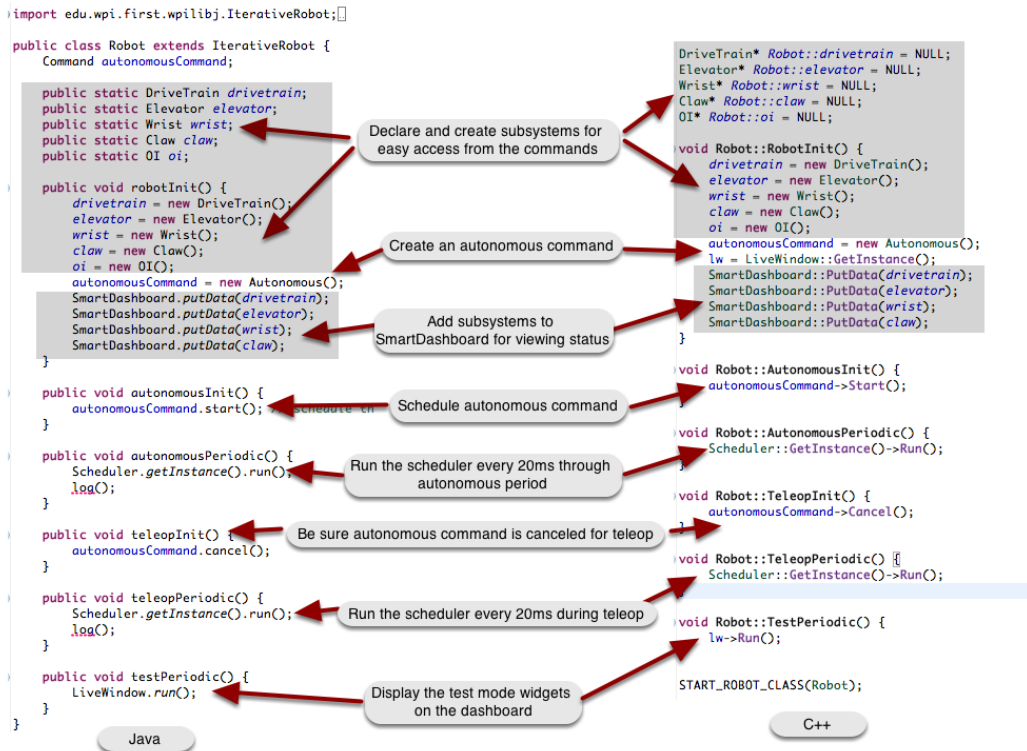 import edu.wpi.first.wpilibj.IterativeRobot;
public class Robot extends IterativeRobot {
Command autonomousCommand;
public static DriveTrain drivetrain;
public static Elevator elevator;
public static Wrist wrist;
public static Claw claw;
public static OI oi;
public void robotInit() {
drivetrain = new DriveTrain();
elevator = new Elevator();
wrist = new Wrist();
claw = new Claw();
oi = new OI();
autonomousCommand = new Autonomous();
SmartDashboard.putData(drivetrain);
SmartDashboard.putData(elevator);
SmartDashboard.putData(wrist);
SmartDashboard.putData(claw);
}
public void autonomousInit() {
autonomousCommand.start();
}
public void autonomousPeriodic() {
Scheduler.getInstance().run();
log();
}
public void teleopInit() {
autonomousCommand.cancel();
}
public void teleopPeriodic() {
Scheduler.getInstance().run();
log();
}
public void testPeriodic() {
LiveWindow.run();
}
}
Java
Declare and create subsystems for
easy access from the commands
Create an autonomous command
Add subsystems to
SmartDashboard for viewing status
Schedule autonomous command
Run the scheduler every 20ms through
autonomous period
Be sure autonomous command is canceled for teleop
Run the scheduler every 20ms during teleop
Display the test mode widgets
on the dashboard
DriveTrain* Robot::drivetrain = NULL;
Elevator* Robot::elevator = NULL;
Wrist* Robot::wrist = NULL;
Claw* Robot::claw = NULL;
OI* Robot::oi = NULL;
void Robot::RobotInit() {
drivetrain = new DriveTrain();
elevator = new Elevator();
wrist = new Wrist();
claw = new Claw();
oi = new OI();
autonomousCommand = new Autonomous();
lw = LiveWindow::GetInstance();
SmartDashboard::PutData(drivetrain);
SmartDashboard::PutData(elevator);
SmartDashboard::PutData(wrist);
SmartDashboard::PutData(claw);
}
void Robot::AutonomousInit() {
autonomousCommand->Start();
}
void Robot::AutonomousPeriodic() {
Scheduler::GetInstance()->Run();
}
void Robot::TeleopInit() {
autonomousCommand->Cancel();
}
void Robot::TeleopPeriodic() {
Scheduler::GetInstance()->Run();
}
void Robot::TestPeriodic() {
lw->Run();
START_ROBOT_CLASS(Robot);
C++